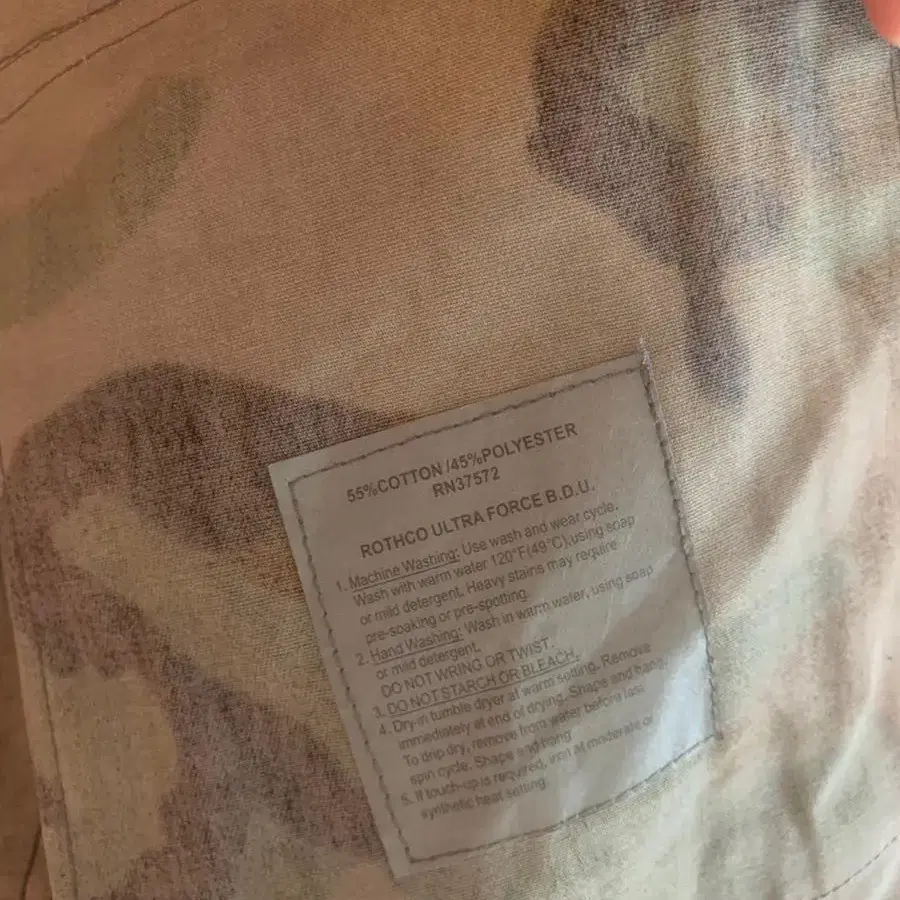 55%COTTON /45%POLYESTER
RN37572
ROTHCO ULTRA FORCE B.D.U.
1. Machine Washing: Use wash and wear cycle.
Wash with warm water 120°F(49°C),using soap
or mild detergent. Heavy stains may require
pre-soaking or pre-spotting.
2. Hand Washing: Wash in warm water, using soap
or mild detergent.
DO NOT WRING OR TWIST.
3. DO NOT STARCH OR BLEACH.
4. Dry-in tumble dryer at warm setting. Remove
immediately at end of drying. Shape and hang.
To drip dry, remove from water before last
spin cycle. Shape and hang
5. If touch-up is required, iron at moderate or
synthetic heat setting.